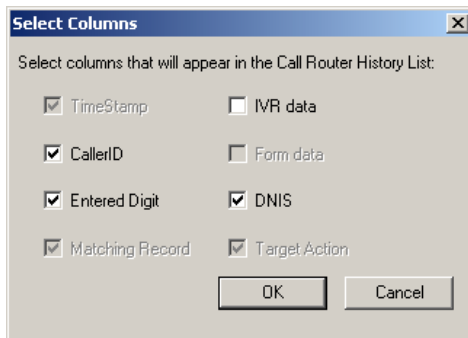 Select Columns
Select columns that will appear in the Call Router History List:
TimeStamp
IVR data
CallerID
Form data
Entered Digit
DNIS
Matching Record
Target Action
OK
Cancel